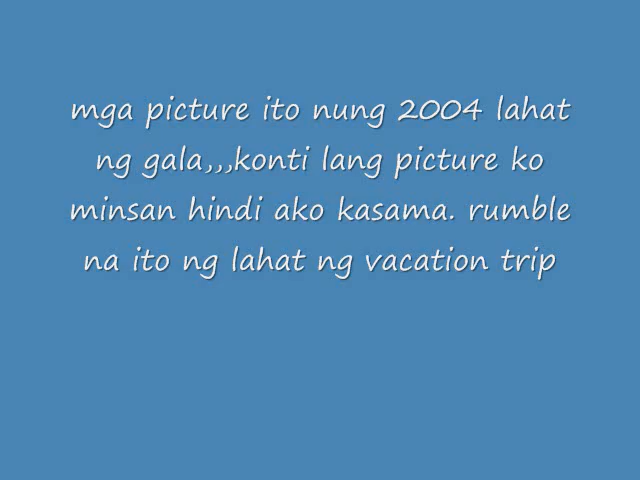 mga picture ito nung 2004 lahat
ng gala,,,konti lang picture ko
minsan hindi ako kasama. rumble
na ito ng lahat ng vacation trip